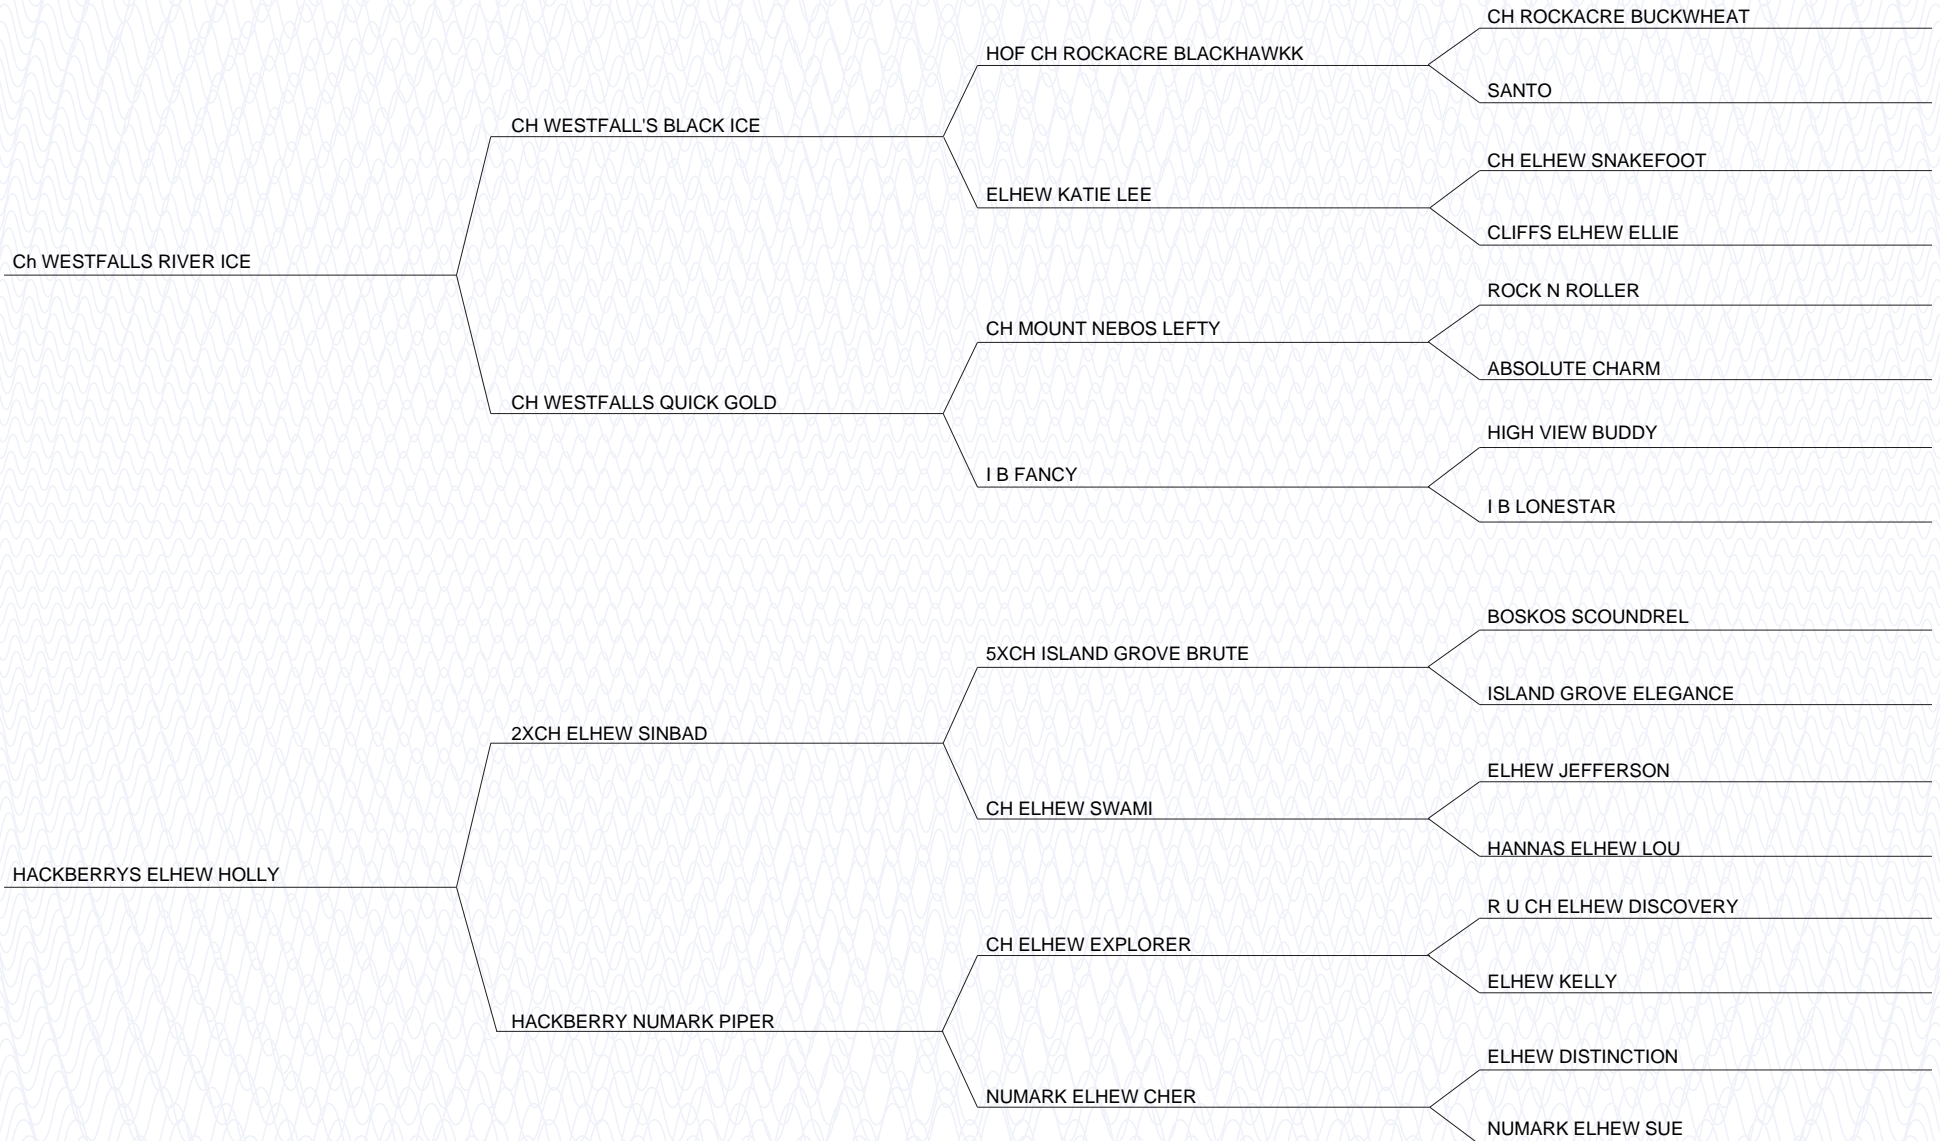 CH ROCKACRE BUCKWHEAT
HOF CH ROCKACRE BLACKHAWKK
SANTO
CH WESTFALL'S BLACK ICE
CH ELHEW SNAKEFOOT
ELHEW KATIE LEE
CLIFFS ELHEW ELLIE
Ch WESTFALLS RIVER ICE
ROCK N ROLLER
CH MOUNT NEBOS LEFTY
ABSOLUTE CHARM
CH WESTFALLS QUICK GOLD
HIGH VIEW BUDDY
I B FANCY
I B LONESTAR
BOSKOS SCOUNDREL
5XCH ISLAND GROVE BRUTE
ISLAND GROVE ELEGANCE
2XCH ELHEW SINBAD
ELHEW JEFFERSON
CH ELHEW SWAMI
HANNAS ELHEW LOU
HACKBERRYS ELHEW HOLLY
R U CH ELHEW DISCOVERY
CH ELHEW EXPLORER
ELHEW KELLY
HACKBERRY NUMARK PIPER
ELHEW DISTINCTION
NUMARK ELHEW CHER
NUMARK ELHEW SUE